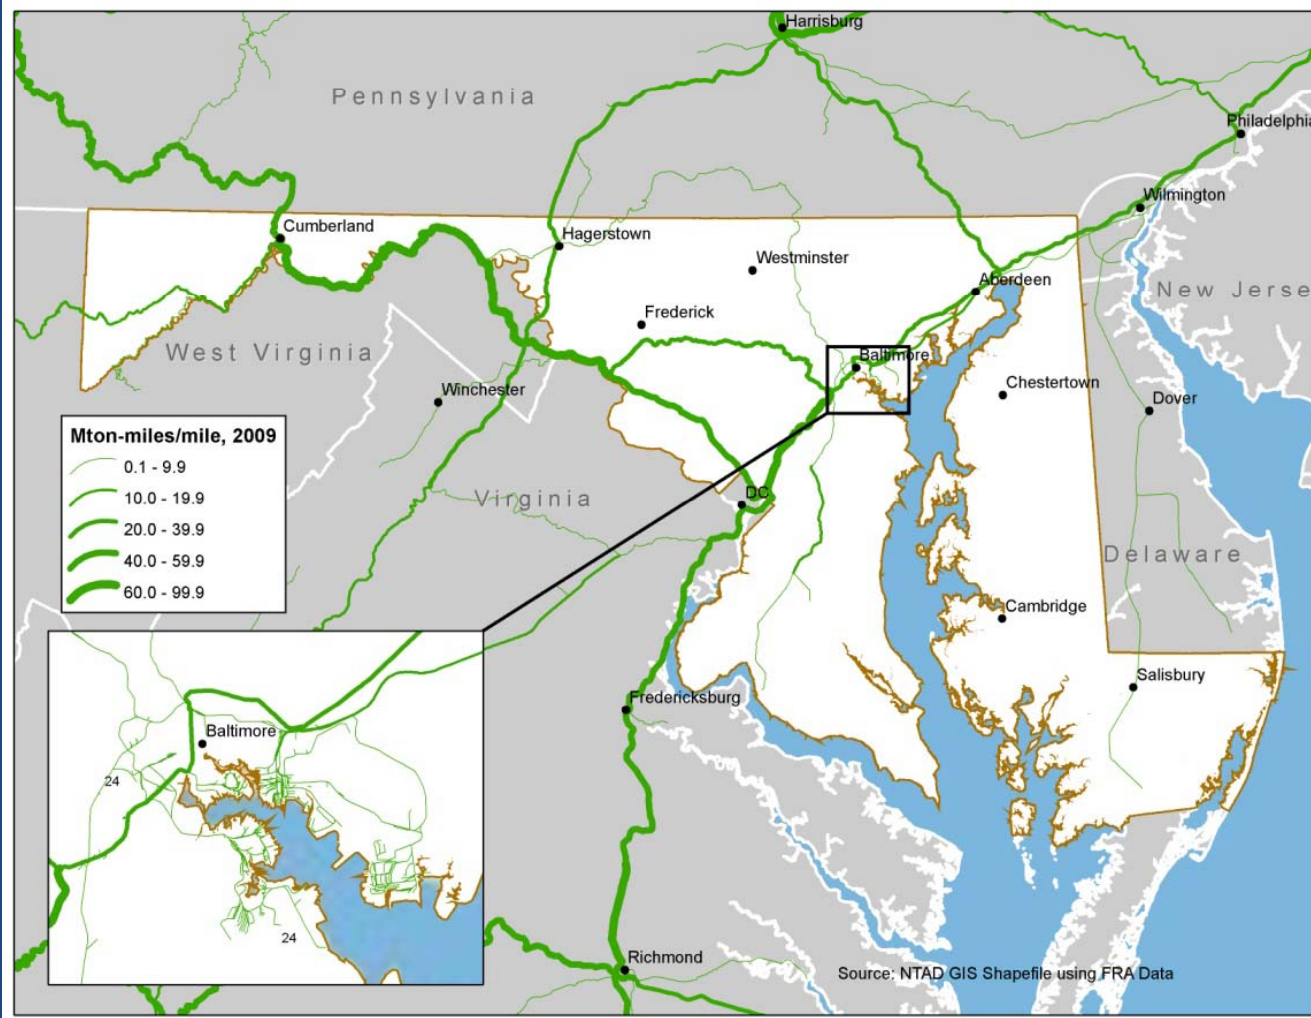 Harrisburg
Pennsylvania
Philadelphia
Wilmington
Cumberland
Hagerstown
Westminster
Aberdeen
New Jerse
Frederick
West Virginia
Baltimore
Winchester
Chestertown
Dover
Mton-miles/mile, 2009
0.1 - 9.9
10.0 - 19.9
20.0 - 39.9
40.0 - 59.9
60.0 - 99.9
Virginia
DC
Delaware
Cambridge
Salisbury
Fredericksburg
Baltimore
24
24
Richmond
Source: NTAD GIS Shapefile using FRA Data